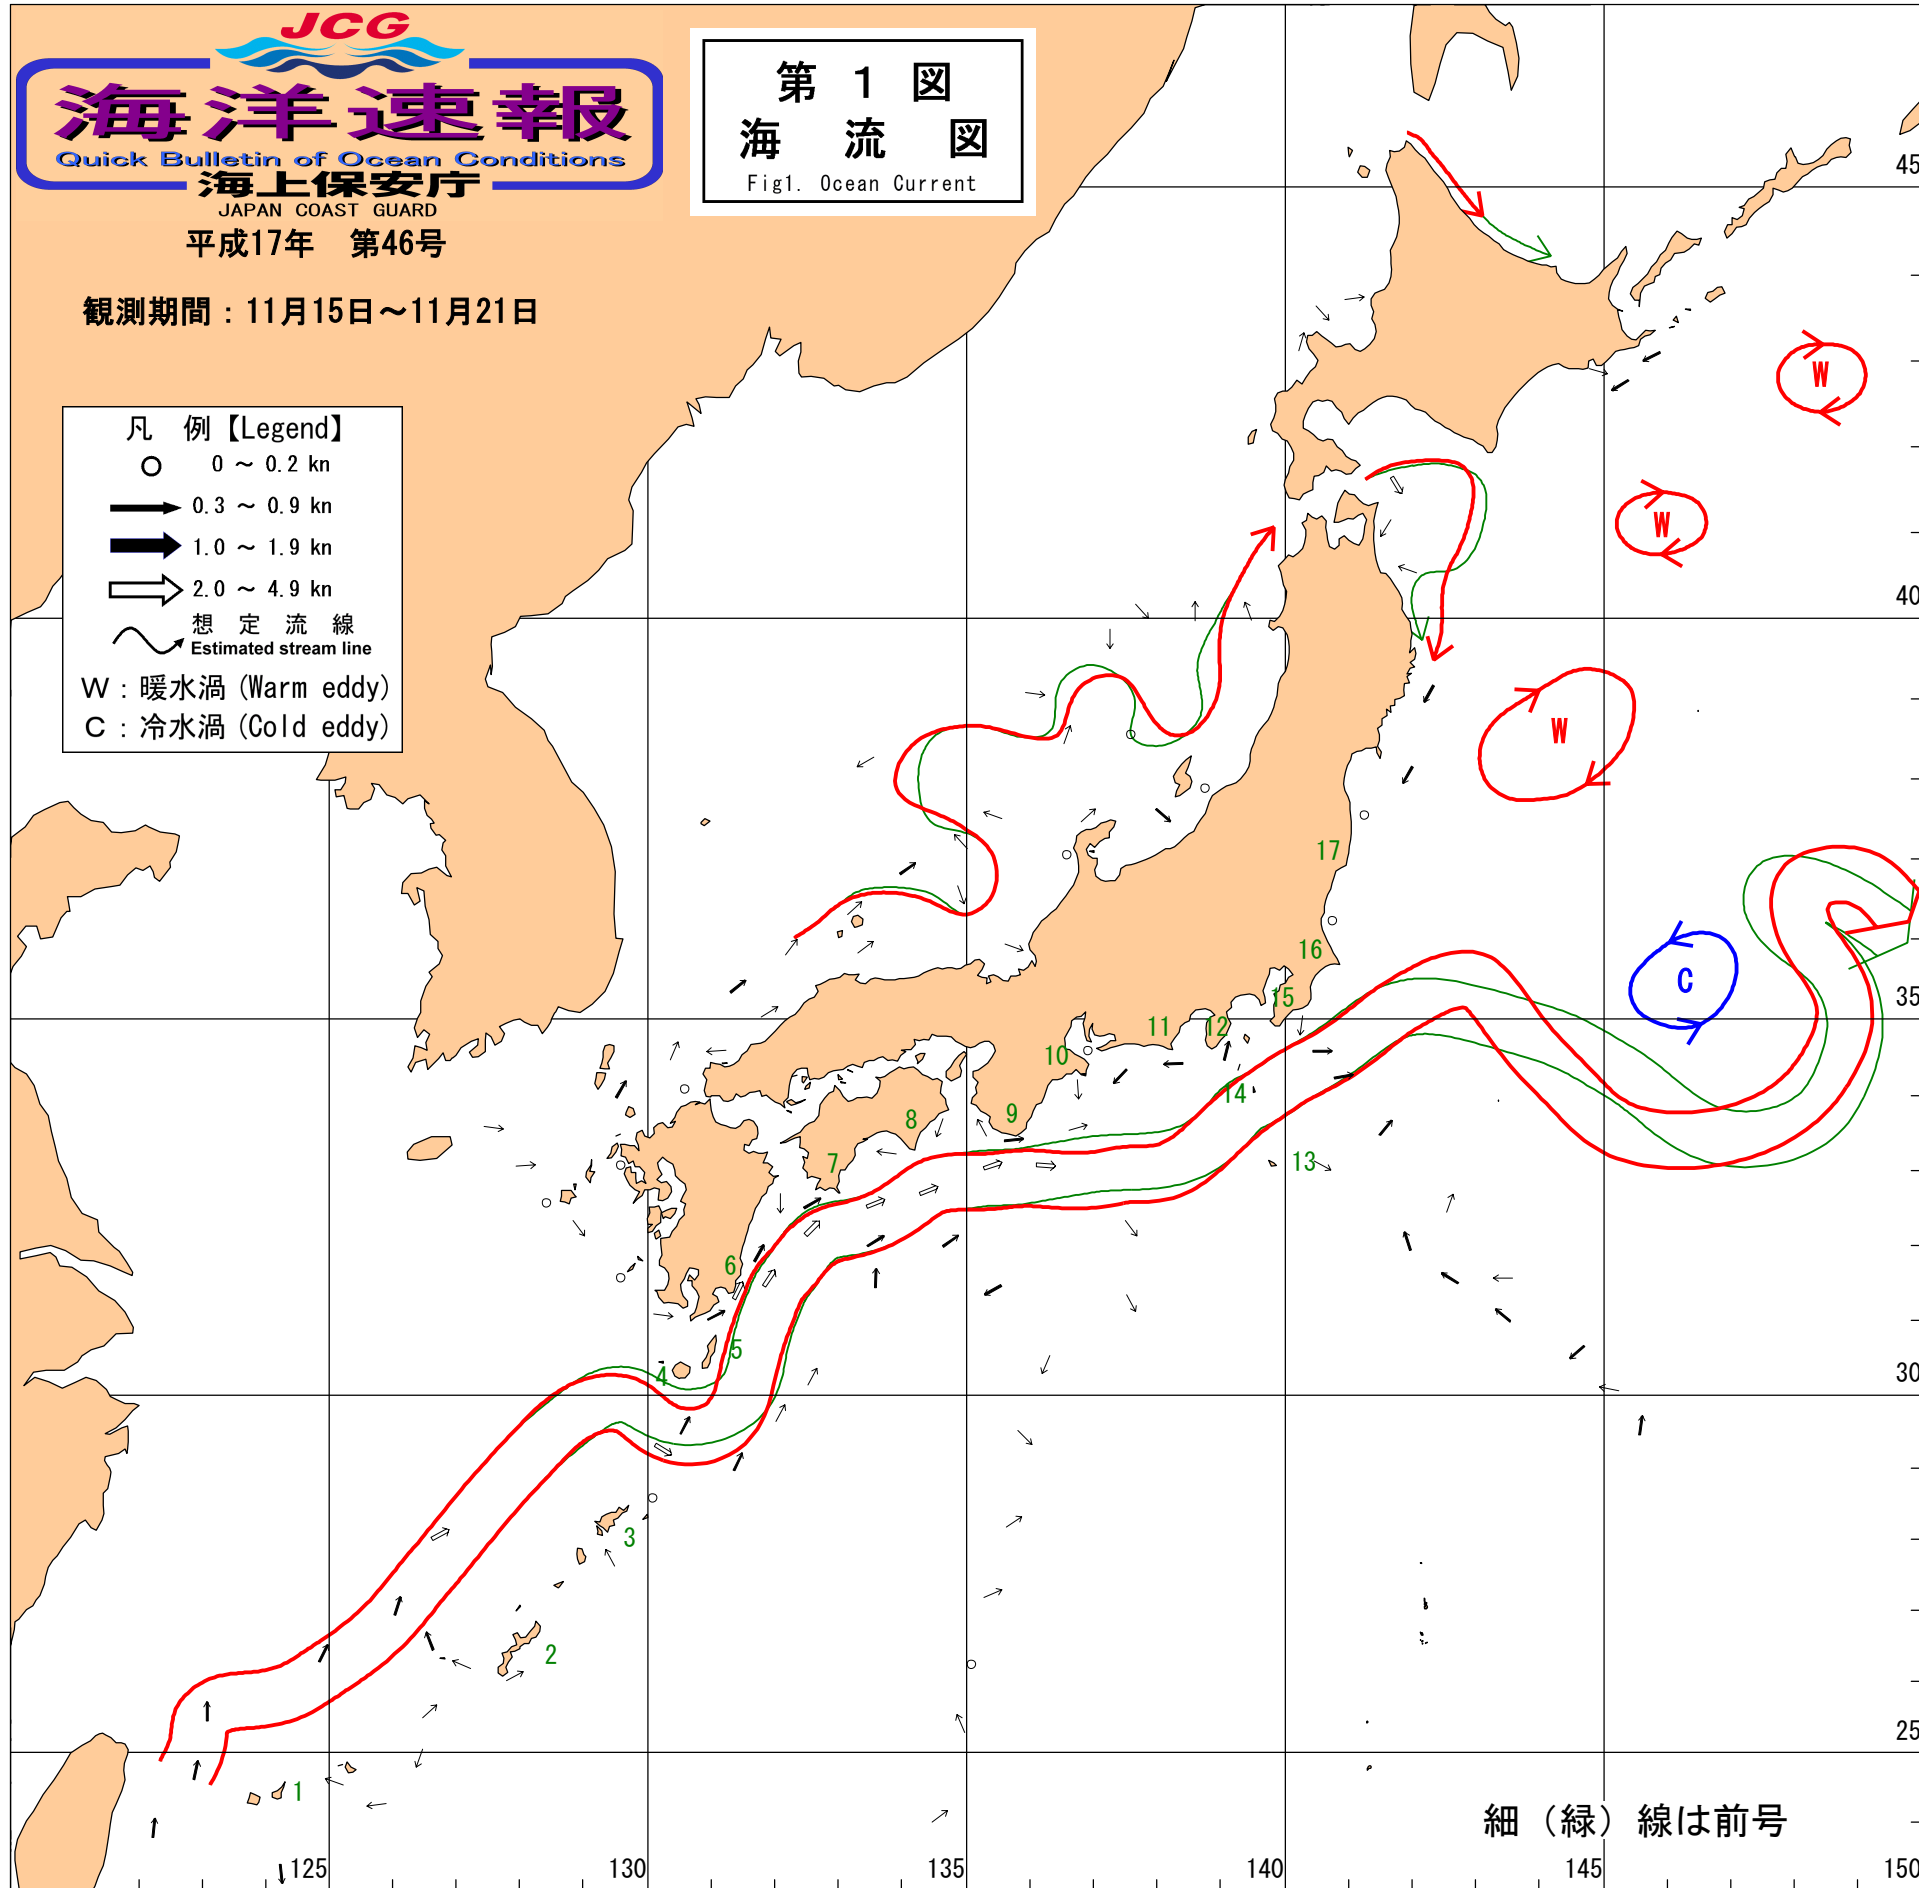 JCG
海洋速報
Quick Bulletin of Ocean Conditions
海上保安庁
JAPAN COAST GUARD
平成17年 第46号
観測期間：11月15日～11月21日
第 1 図
海 流 図
Fig1. Ocean Current
凡 例【Legend】
0 ～ 0.2 kn
0.3 ～ 0.9 kn
1.0 ～ 1.9 kn
2.0 ～ 4.9 kn
想 定 流 線
Estimated stream line
W：暖水渦(Warm eddy)
C：冷水渦(Cold eddy)
45
W
W
40
W
17
16
C
15
35
11
12
10
14
9
8
7
13
6
5
4
30
3
2
25
1
細（緑）線は前号
125
130
135
140
145
150